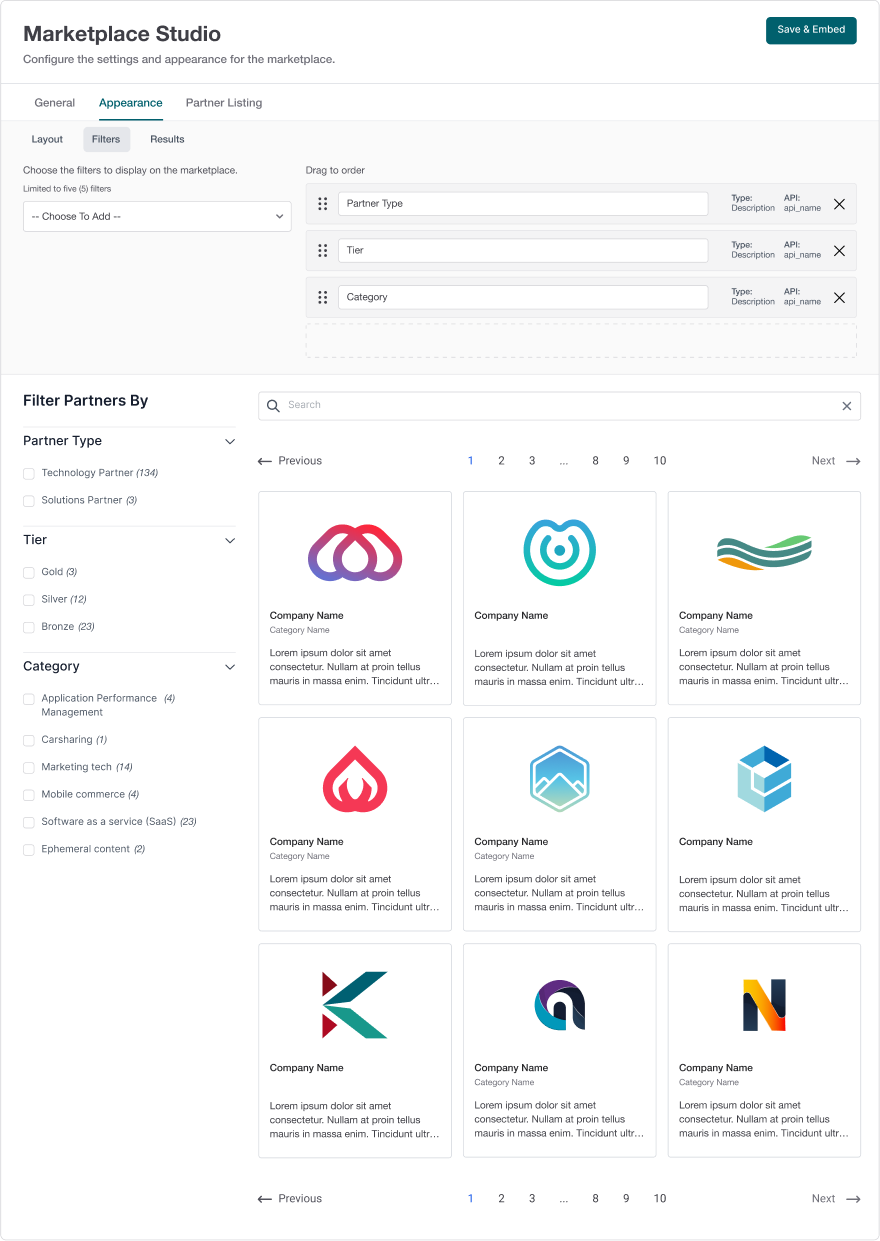 Marketplace Studio
Save & Embed
Configure the settings and appearance for the marketplace.
General Appearance Partner Listing
Layout Filters Results
Choose the filters to display on the marketplace.
Limited to five (5) filters
-- Choose To Add --
Drag to order
Partner Type
Type:
Description
API:
api_name
Tier
Type:
Description
API:
api_name
Category
Type:
Description
API:
api_name
Filter Partners By
Partner Type
Technology Partner (134)
Solutions Partner (3)
Tier
Gold (3)
Silver (12)
Bronze (23)
Category
Application Performance (4)
Management
Carsharing (1)
Marketing tech (14)
Mobile commerce (4)
Software as a service (SaaS) (23)
Ephemeral content (2)
Search
Previous 1 2 3 ... 8 9 10 Next
Company Name
Category Name
Lorem ipsum dolor sit amet
consectetur. Nullam at proin tellus
mauris in massa enim. Tincidunt ultr...
Company Name
Lorem ipsum dolor sit amet
consectetur. Nullam at proin tellus
mauris in massa enim. Tincidunt ultr...
Company Name
Category Name
Lorem ipsum dolor sit amet
consectetur. Nullam at proin tellus
mauris in massa enim. Tincidunt ultr...
Company Name
Category Name
Lorem ipsum dolor sit amet
consectetur. Nullam at proin tellus
mauris in massa enim. Tincidunt ultr...
Company Name
Category Name
Lorem ipsum dolor sit amet
consectetur. Nullam at proin tellus
mauris in massa enim. Tincidunt ultr...
Company Name
Lorem ipsum dolor sit amet
consectetur. Nullam at proin tellus
mauris in massa enim. Tincidunt ultr...
Company Name
Lorem ipsum dolor sit amet
consectetur. Nullam at proin tellus
mauris in massa enim. Tincidunt ultr...
Company Name
Category Name
Lorem ipsum dolor sit amet
consectetur. Nullam at proin tellus
mauris in massa enim. Tincidunt ultr...
Company Name
Category Name
Lorem ipsum dolor sit amet
consectetur. Nullam at proin tellus
mauris in massa enim. Tincidunt ultr...
Previous 1 2 3 ... 8 9 10 Next